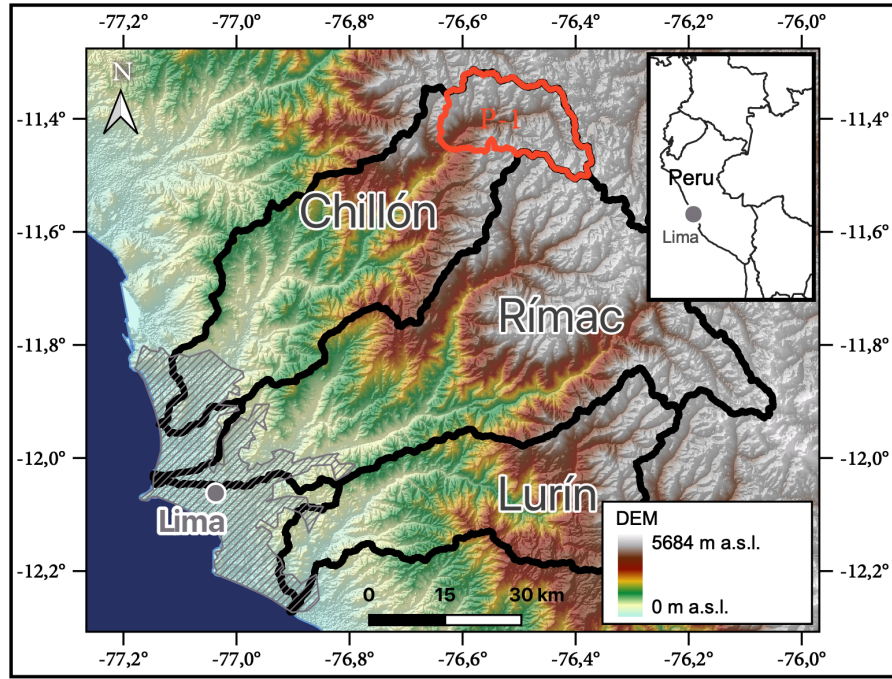 -77,2° -77,0° -76,8° -76,6° -76,4° -76,2° -76,0°
N
P-1
-11,4° -11,4°
Peru
Chillón
Lima
-11,6° -11,6°
Rímac
-11,8° -11,8°
-12,0° -12,0°
Lurín
Lima
DEM
5684 m a.s.l.
0 m a.s.l.
-12,2° -12,2°
0 15 30 km
-77,2° -77,0° -76,8° -76,6° -76,4° -76,2° -76,0°